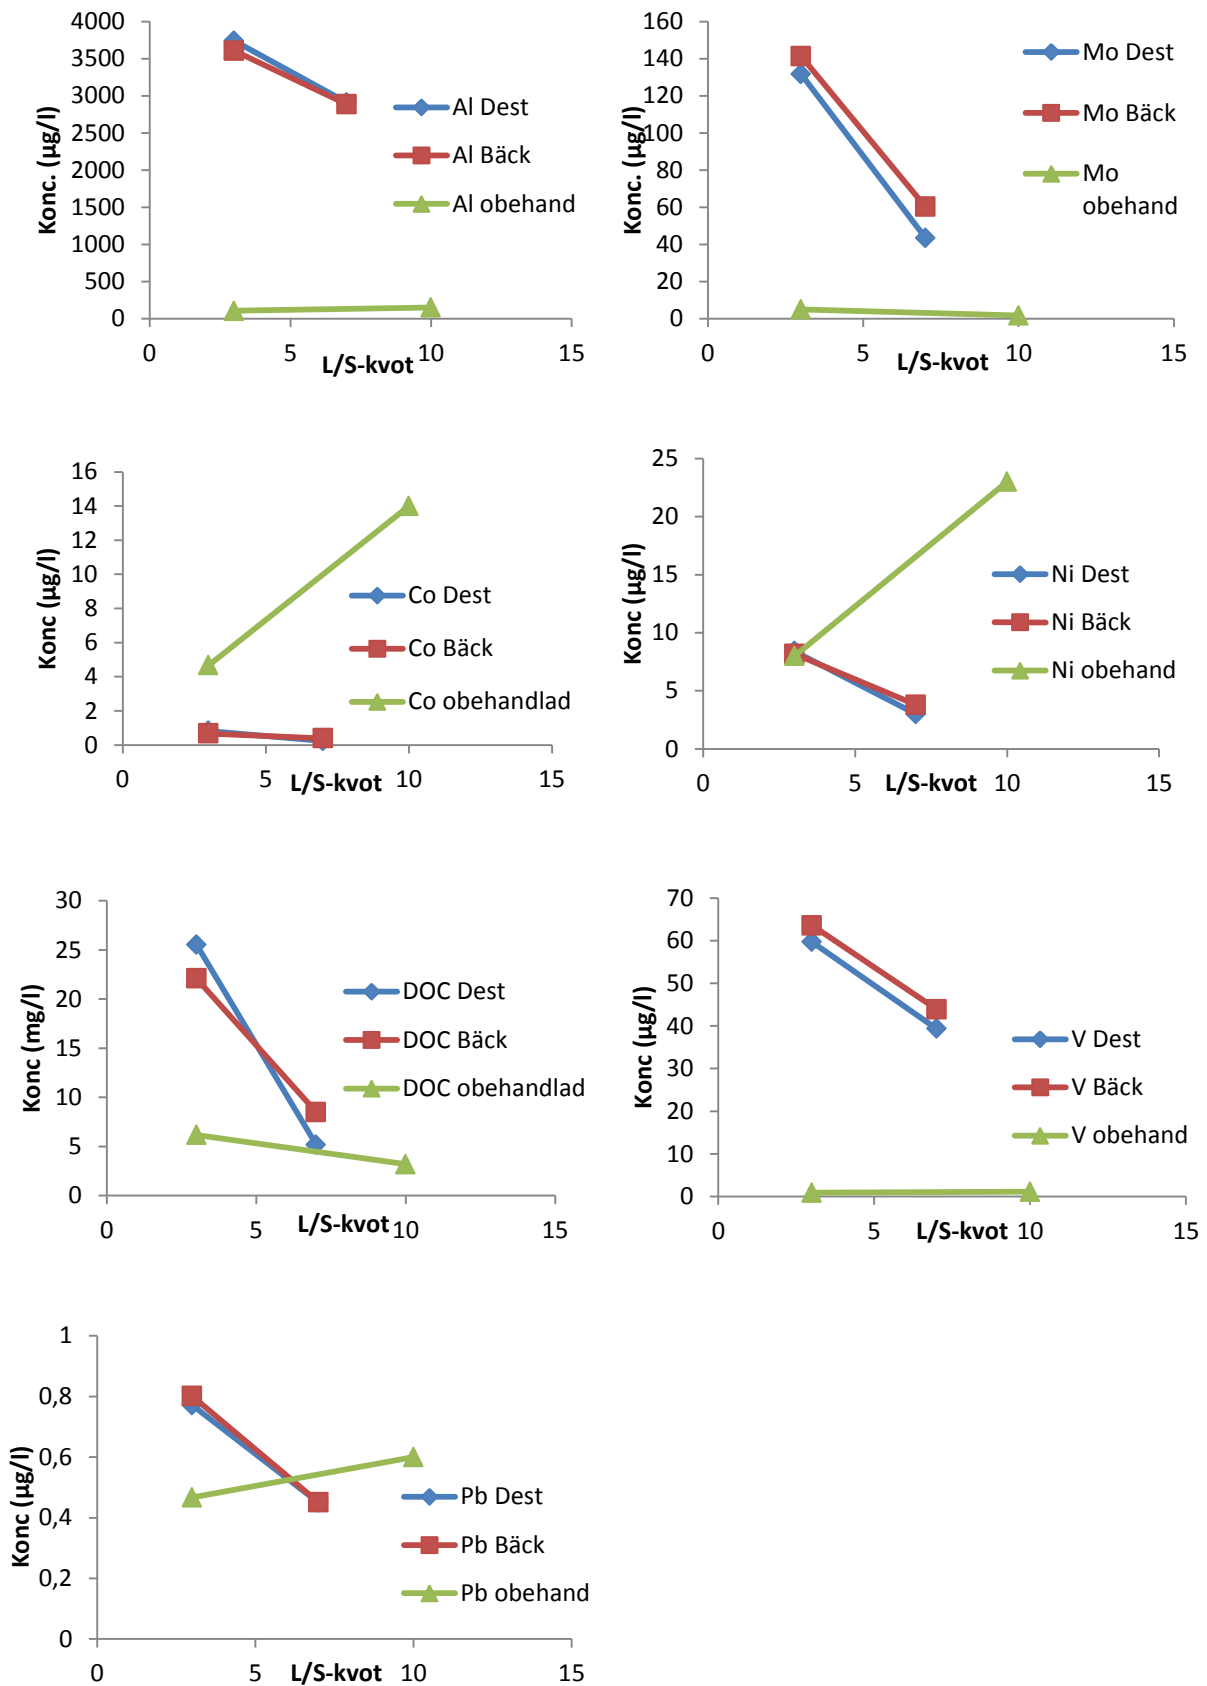 Konc. (µg/l)
4000
3500
3000
2500
2000
1500
1000
500
0
0 5 10 15
L/S-kvot
Al Dest
Al Bäck
Al obehand
Konc. (µg/l)
160
140
120
100
80
60
40
20
0
0 5 10 15
L/S-kvot
Mo Dest
Mo Bäck
Mo
obehand
Konc (µg/l)
16
14
12
10
8
6
4
2
0
0 5 10 15
L/S-kvot
Co Dest
Co Bäck
Co obehandlad
Konc (µg/l)
25
20
15
10
5
0
0 5 10 15
L/S-kvot
Ni Dest
Ni Bäck
Ni obehand
Konc (mg/l)
30
25
20
15
10
5
0
0 5 10 15
L/S-kvot
DOC Dest
DOC Bäck
DOC obehandlad
Konc (µg/l)
70
60
50
40
30
20
10
0
0 5 10 15
L/S-kvot
V Dest
V Bäck
V obehand
Konc (µg/l)
1
0,8
0,6
0,4
0,2
0
0 5 10 15
L/S-kvot
Pb Dest
Pb Bäck
Pb obehand